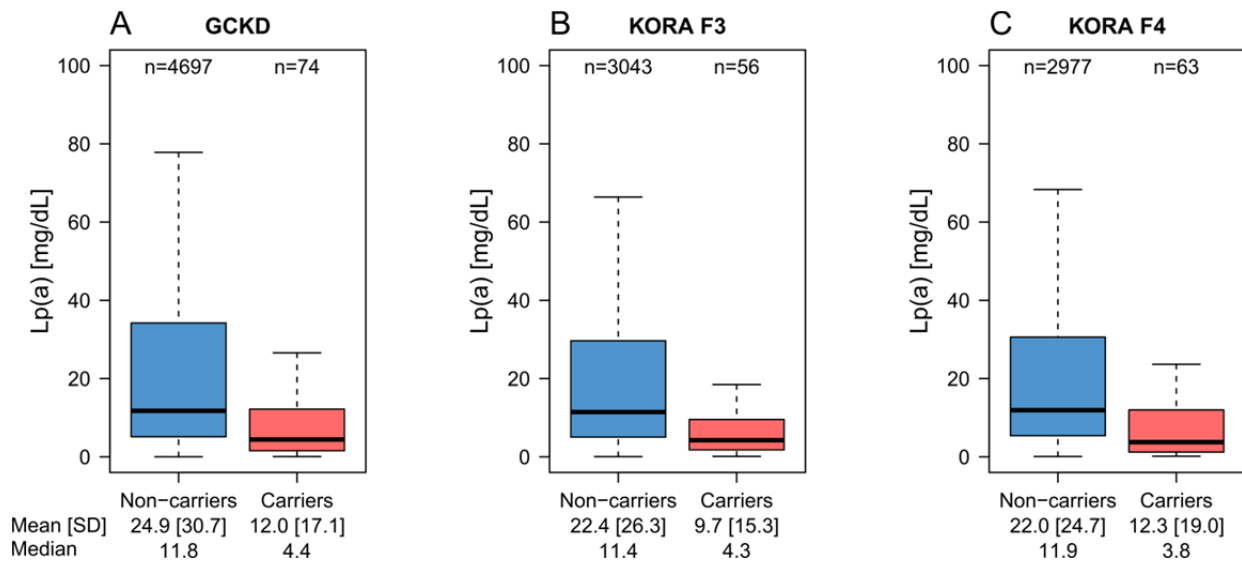 A GCKD
B KORA F3
C KORA F4
n=4697 n=74
n=3043 n=56
n=2977 n=63
Lp(a) [mg/dL]
100
80
60
40
20
0
Lp(a) [mg/dL]
100
80
60
40
20
0
Lp(a) [mg/dL]
100
80
60
40
20
0
Non−carriers Carriers Non−carriers Carriers Non−carriers Carriers
Mean [SD] 24.9 [30.7] 12.0 [17.1] 22.4 [26.3] 9.7 [15.3] 22.0 [24.7] 12.3 [19.0]
Median 11.8 4.4 11.4 4.3 11.9 3.8